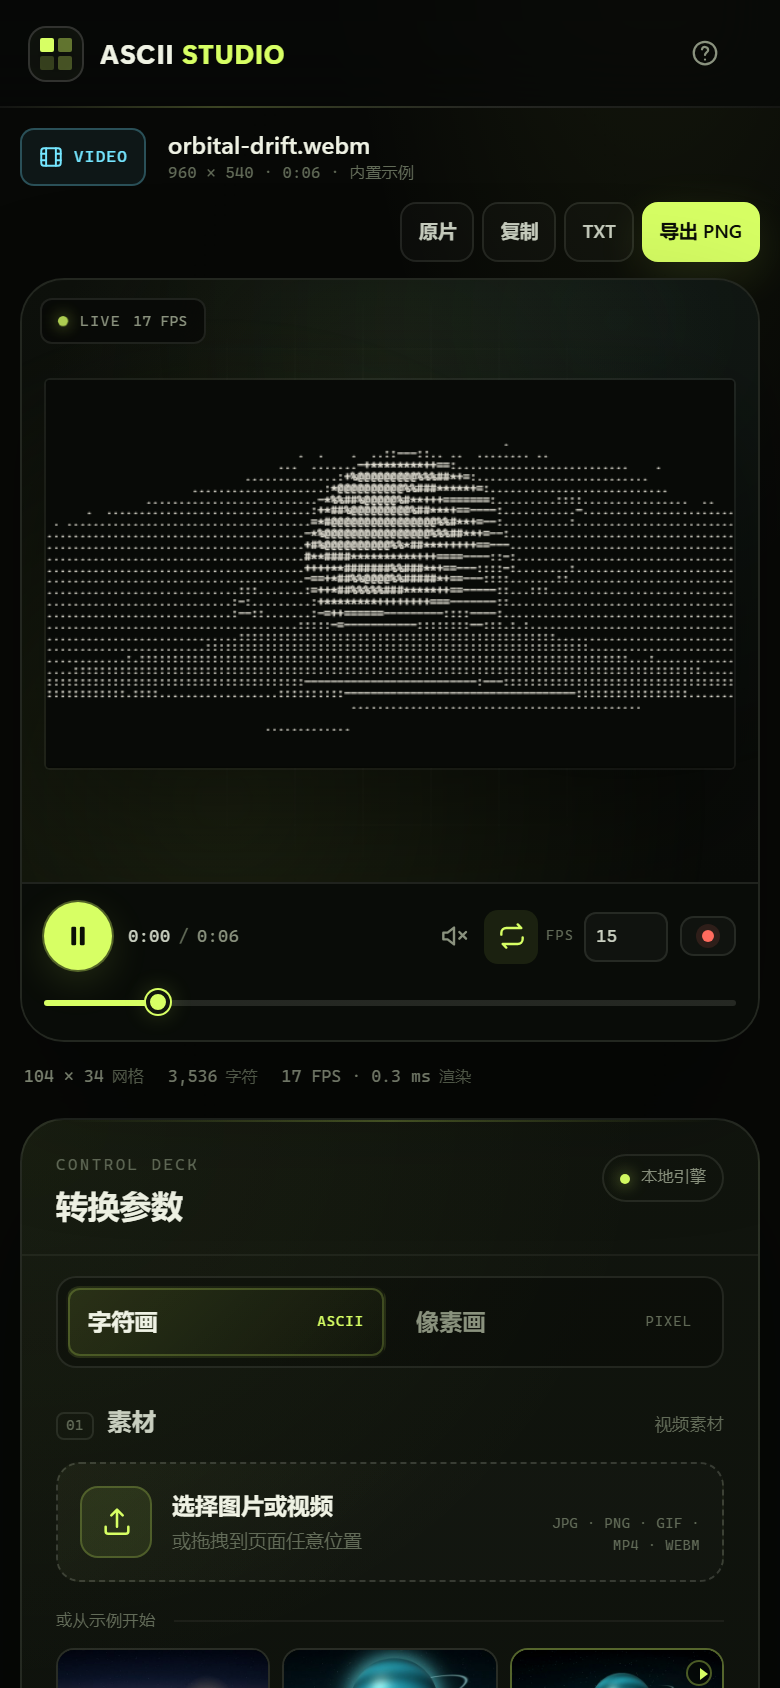 ASCII STUDIO
VIDEO
orbital-drift.webm
960 × 540 · 0:06 · 内置示例
原片
复制
TXT
导出 PNG
LIVE 17 FPS
0:00 / 0:06
FPS
15
104 × 34 网格 3,536 字符 17 FPS · 0.3 ms 渲染
CONTROL DECK
转换参数
本地引擎
字符画 ASCII
像素画 PIXEL
01 素材
视频素材
选择图片或视频
或拖拽到页面任意位置
JPG · PNG · GIF ·
MP4 · WEBM
或从示例开始